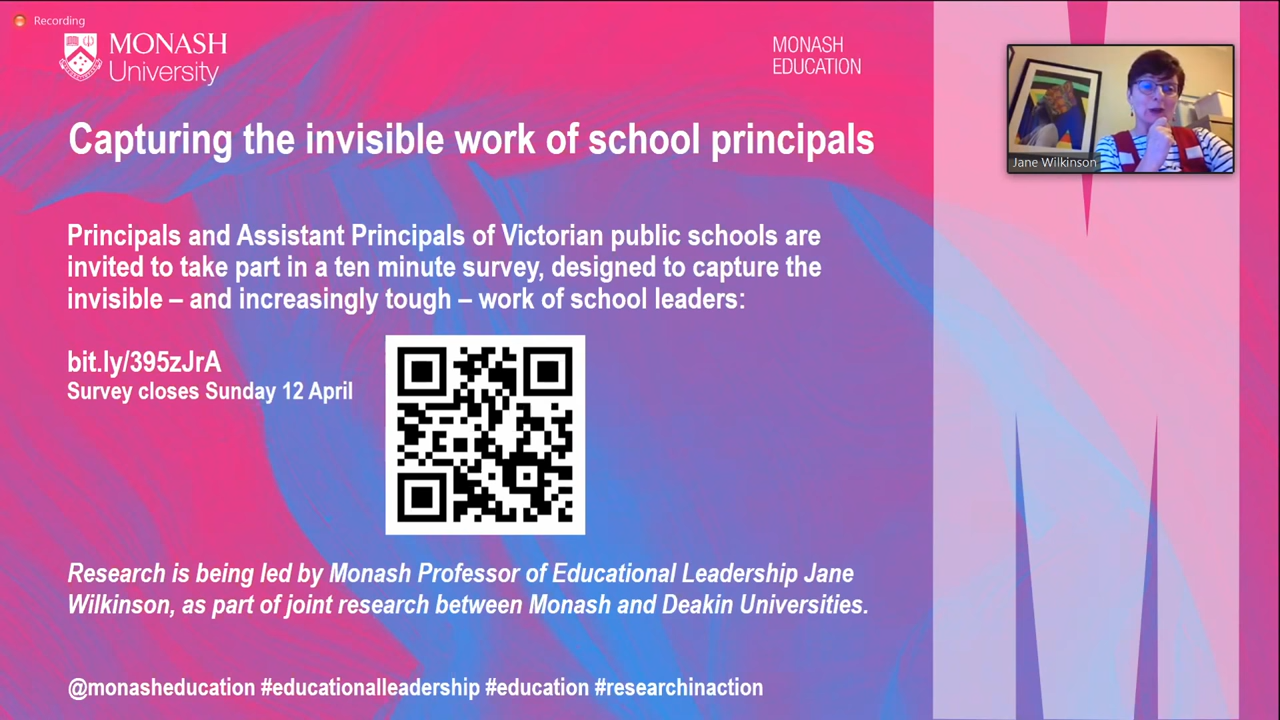 Recording
MONASH
University
MONASH
EDUCATION
Capturing the invisible work of school principals
Jane Wilkinson
Principals and Assistant Principals of Victorian public schools are
invited to take part in a ten minute survey, designed to capture the
invisible – and increasingly tough – work of school leaders:
bit.ly/395zJrA
Survey closes Sunday 12 April
Research is being led by Monash Professor of Educational Leadership Jane
Wilkinson, as part of joint research between Monash and Deakin Universities.
@monasheducation #educationalleadership #education #researchinaction